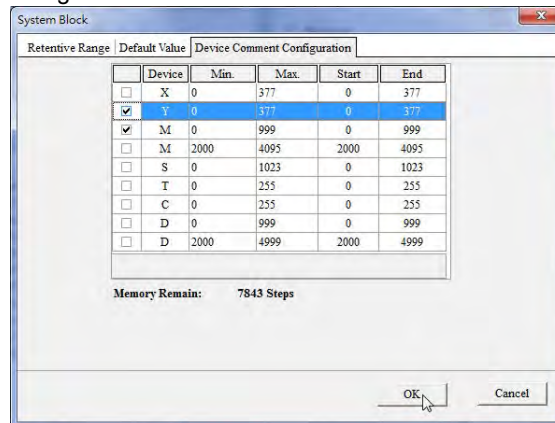 System Block
Retentive Range Default Value Device Comment Configuration
Device Min. Max. Start End
X 0 377 0 377
Y 0 377 0 377
M 0 999 0 999
M 2000 4095 2000 4095
S 0 1023 0 1023
T 0 255 0 255
C 0 255 0 255
D 0 999 0 999
D 2000 4999 2000 4999
Memory Remain: 7843 Steps
OK Cancel